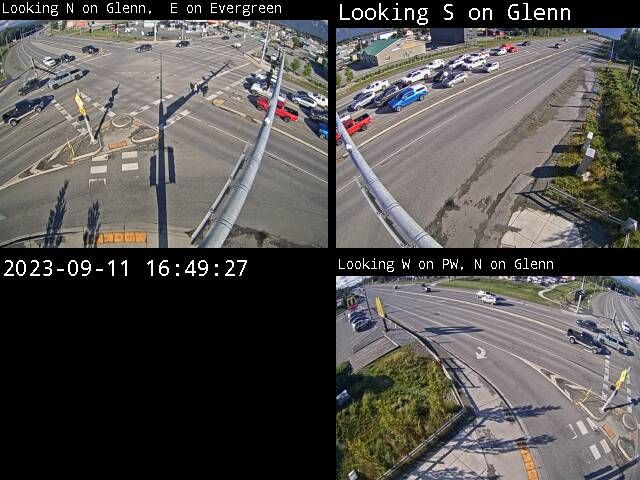 Looking N on Glenn, E on Evergreen
Looking S on Glenn
2023-09-11 16:49:27
Looking W on PW, N on Glenn